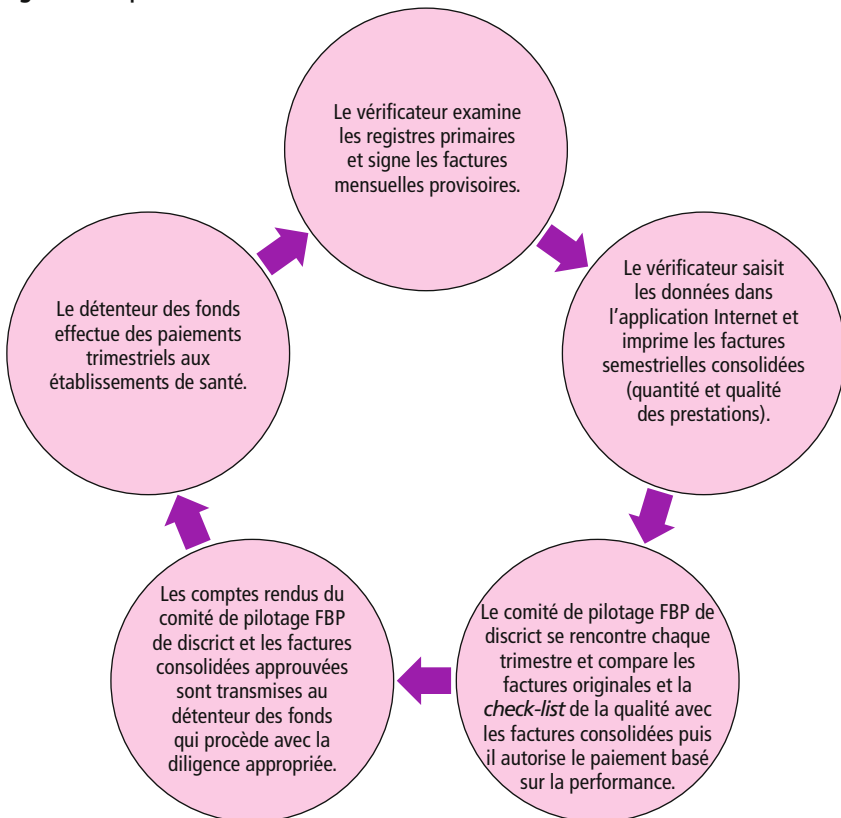 Le vérificateur examine
les registres primaires
et signe les factures
mensuelles provisoires.
Le vérificateur saisit
les données dans
l'application Internet et
imprime les factures
semestrielles consolidées
(quantité et qualité
des prestations).
Le comité de pilotage FBP de
discrict se rencontre chaque
trimestre et compare les
factures originales et la
check-list de la qualité avec
les factures consolidées puis
il autorise le paiement basé
sur la performance.
Les comptes rendus du
comité de pilotage FBP
de discrict et les factures
consolidées approuvées
sont transmises au
détenteur des fonds
qui procède avec la
diligence appropriée.
Le détenteur des fonds
effectue des paiements
trimestriels aux
établissements de santé.